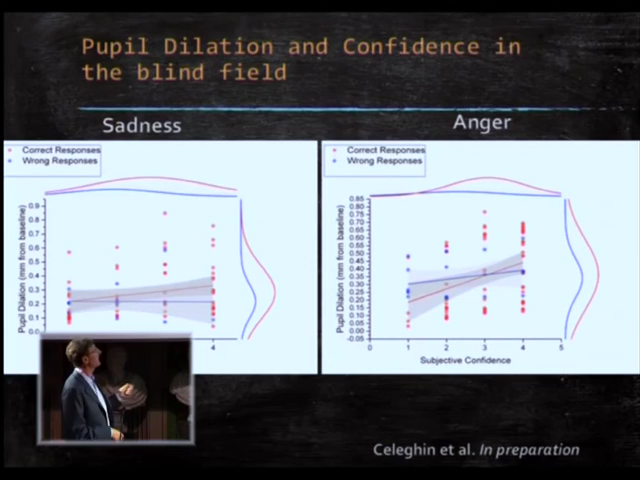 Pupil Dilation and Confidence in
the blind field
Sadness
Anger
Correct Responses
Wrong Responses
Pupil Dilation (mm from baseline)
0.9
0.8
0.7
0.6
0.5
0.4
0.3
0.2
0.1
0.0
4
Correct Responses
Wrong Responses
Pupil Dilation (mm from baseline)
0.85
0.80
0.75
0.70
0.65
0.60
0.55
0.50
0.45
0.40
0.35
0.30
0.25
0.20
0.15
0.10
0.05
0.00
-0.05
0 1 2 3 4 5
Subjective Confidence
Celeghin et al. In preparation